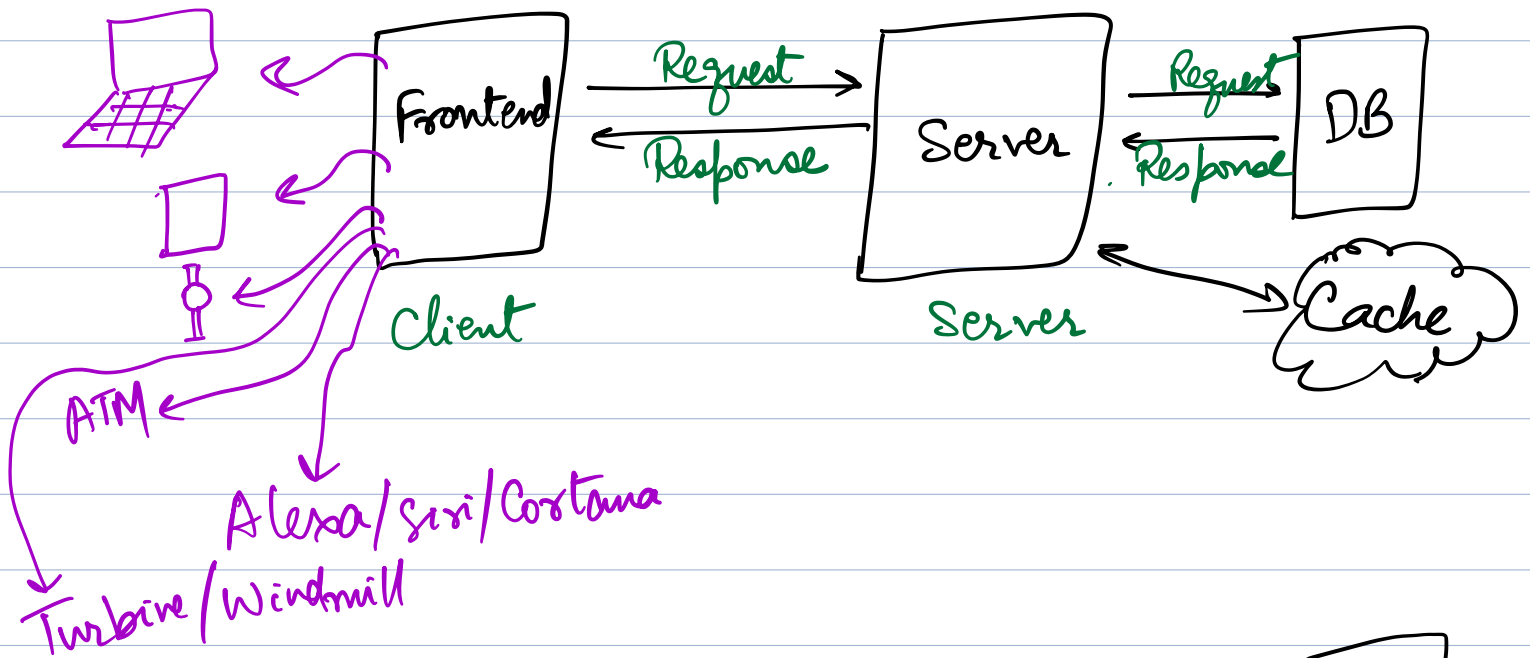 Frontend
Request
Response
Server
Request
Response
DB
Client
Server
Cache
ATM
Alexa/Siri/Cortana
Turbine/Windmill